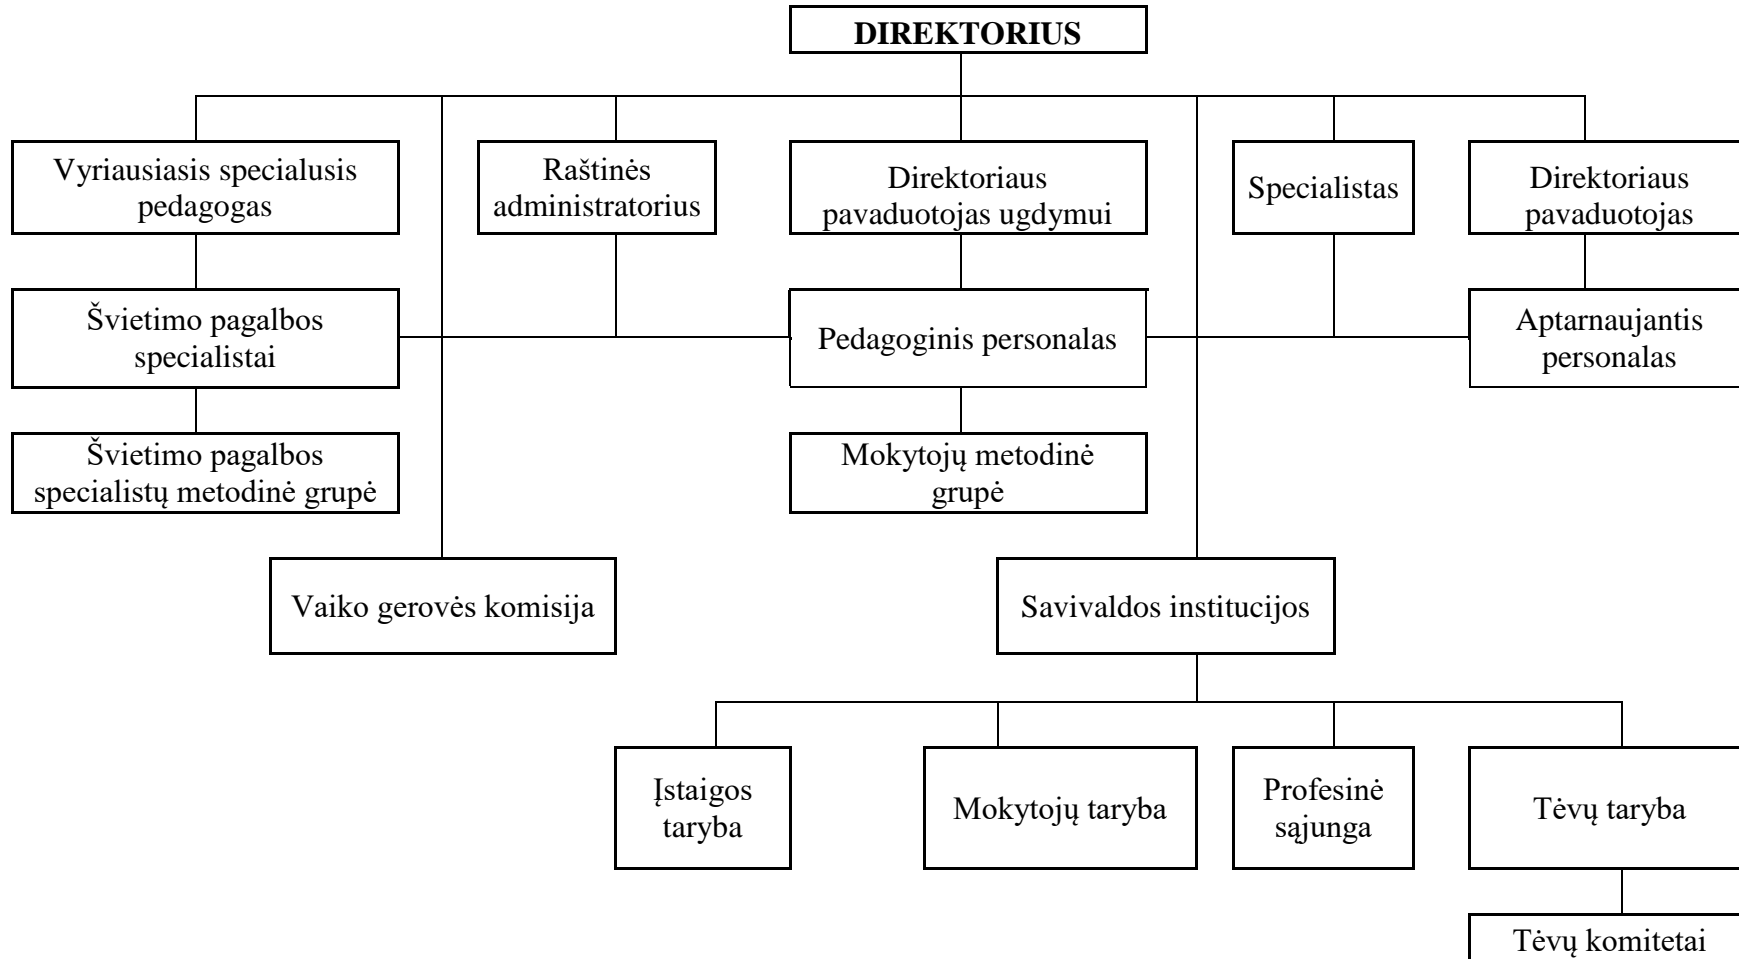 DIREKTORIUS
Vyriausiasis specialusis
pedagogas
Raštinės
administratorius
Direktoriaus
pavaduotojas ugdymui
Specialistas
Direktoriaus
pavaduotojas
Švietimo pagalbos
specialistai
Pedagoginis personalas
Aptarnaujantis
personalas
Švietimo pagalbos
specialistų metodinė grupė
Mokytojų metodinė
grupė
Vaiko gerovės komisija
Savivaldos institucijos
Įstaigos
taryba
Mokytojų taryba
Profesinė
sąjunga
Tėvų taryba
Tėvų komitetai